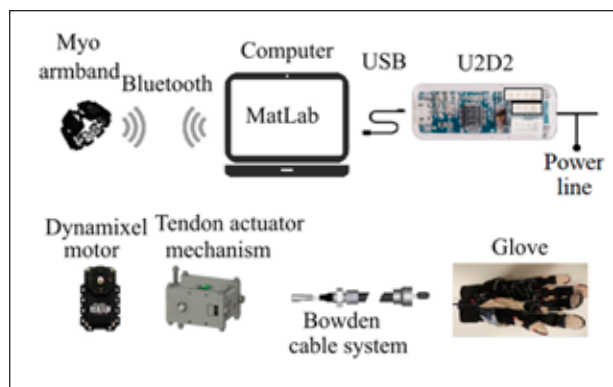 Myo
armband
Bluetooth
Computer
MatLab
USB
U2D2
Power
line
Dynamixel
motor
Tendon actuator
mechanism
Bowden
cable system
Glove